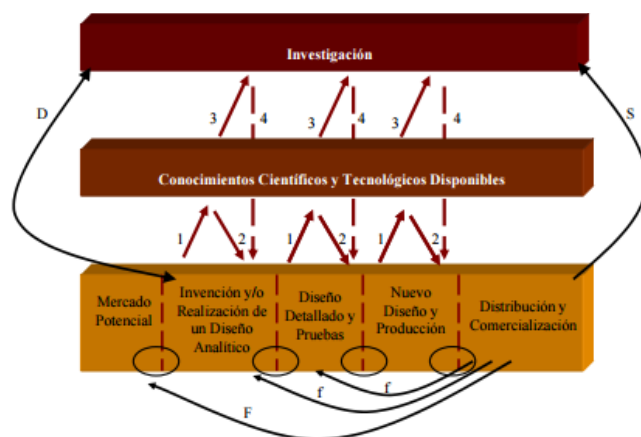 Investigación
D
S
3
4
3
4
3
4
Conocimientos Científicos y Tecnológicos Disponibles
1
2
1
2
1
2
Mercado
Potencial
Invención y/o
Realización de
un Diseño
Analítico
Diseño
Detallado y
Pruebas
Nuevo
Diseño y
Producción
Distribución y
Comercialización
f
f
F